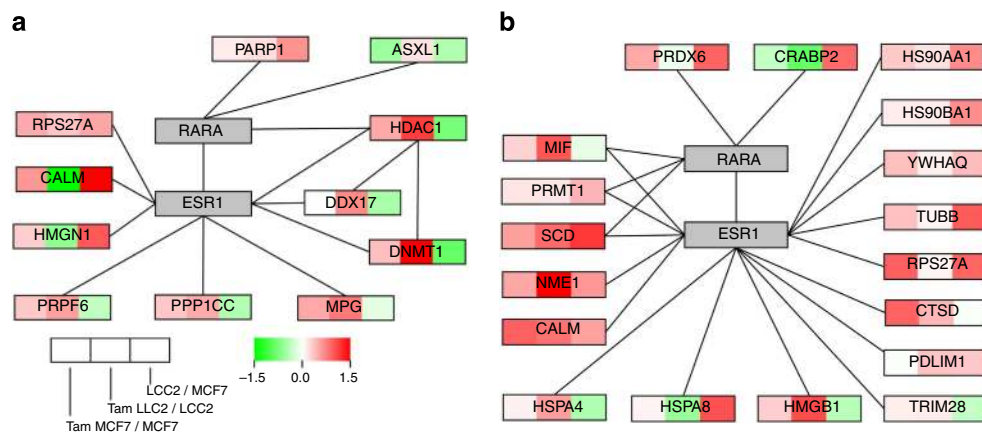 a
PARP1
ASXL1
RPS27A
RARA
HDAC1
CALM
ESR1
DDX17
HMGN1
DNMT1
PRPF6
PPP1CC
MPG
−1.5
0.0
1.5
LCC2 / MCF7
Tam LLC2 / LCC2
Tam MCF7 / MCF7
b
PRDX6
CRABP2
HS90AA1
HS90BA1
MIF
RARA
YWHAQ
PRMT1
TUBB
SCD
ESR1
RPS27A
NME1
CTSD
CALM
PDLIM1
HSPA4
HSPA8
HMGB1
TRIM28